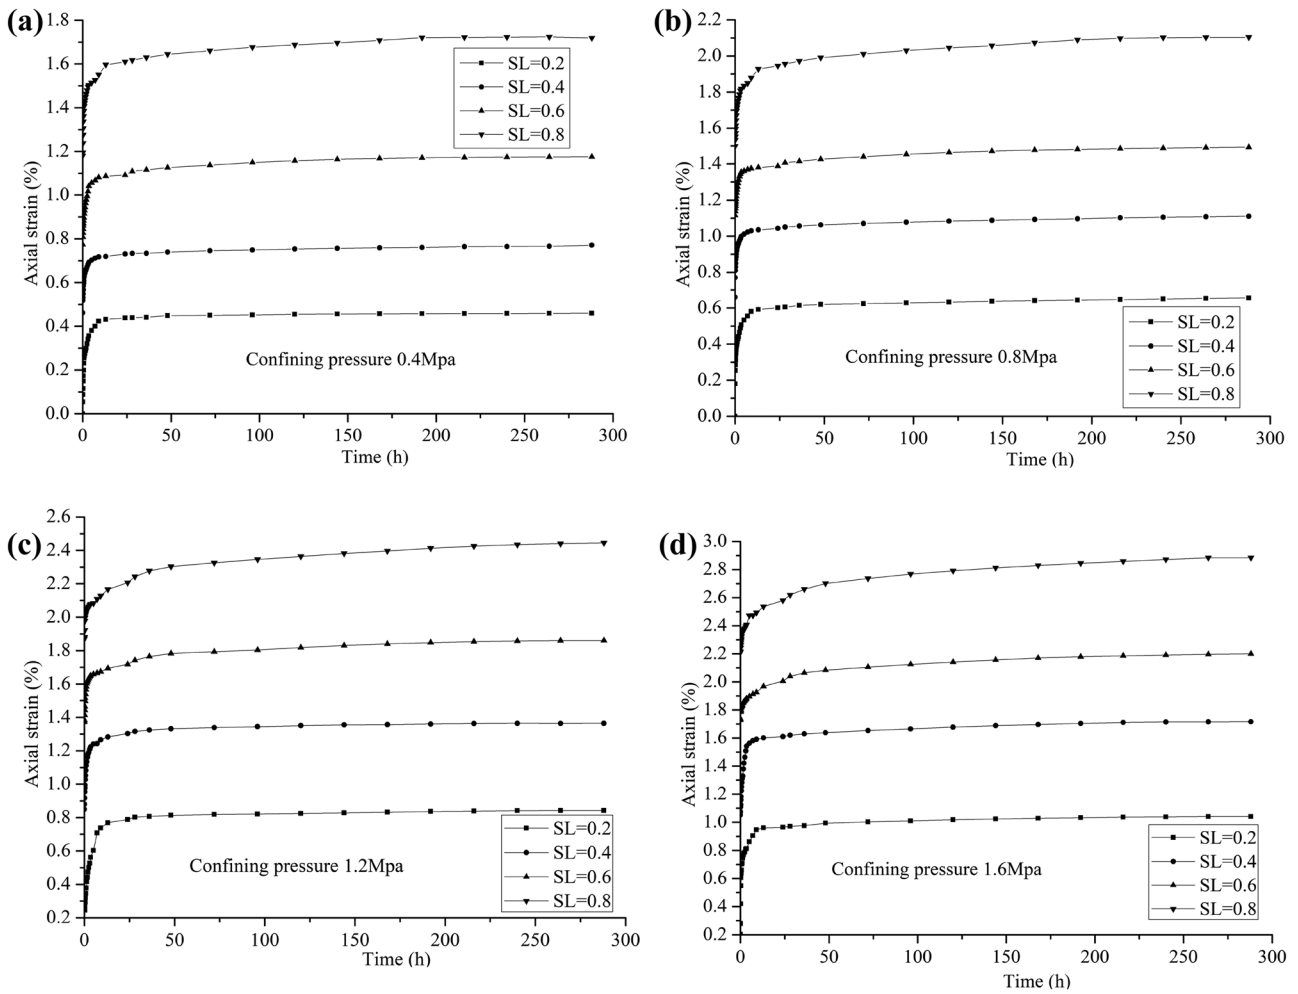 (a)
1.8
1.6
1.4
1.2
1.0
0.8
0.6
0.4
0.2
0.0
Axial strain (%)
0 50 100 150 200 250 300
Time (h)
SL=0.2
SL=0.4
SL=0.6
SL=0.8
Confining pressure 0.4Mpa
(b)
2.2
2.0
1.8
1.6
1.4
1.2
1.0
0.8
0.6
0.4
0.2
0.0
Axial strain (%)
0 50 100 150 200 250 300
Time (h)
SL=0.2
SL=0.4
SL=0.6
SL=0.8
Confining pressure 0.8Mpa
(c)
2.6
2.4
2.2
2.0
1.8
1.6
1.4
1.2
1.0
0.8
0.6
0.4
0.2
Axial strain (%)
0 50 100 150 200 250 300
Time (h)
SL=0.2
SL=0.4
SL=0.6
SL=0.8
Confining pressure 1.2Mpa
(d)
3.0
2.8
2.6
2.4
2.2
2.0
1.8
1.6
1.4
1.2
1.0
0.8
0.6
0.4
0.2
Axial strain (%)
0 50 100 150 200 250 300
Time (h)
SL=0.2
SL=0.4
SL=0.6
SL=0.8
Confining pressure 1.6Mpa